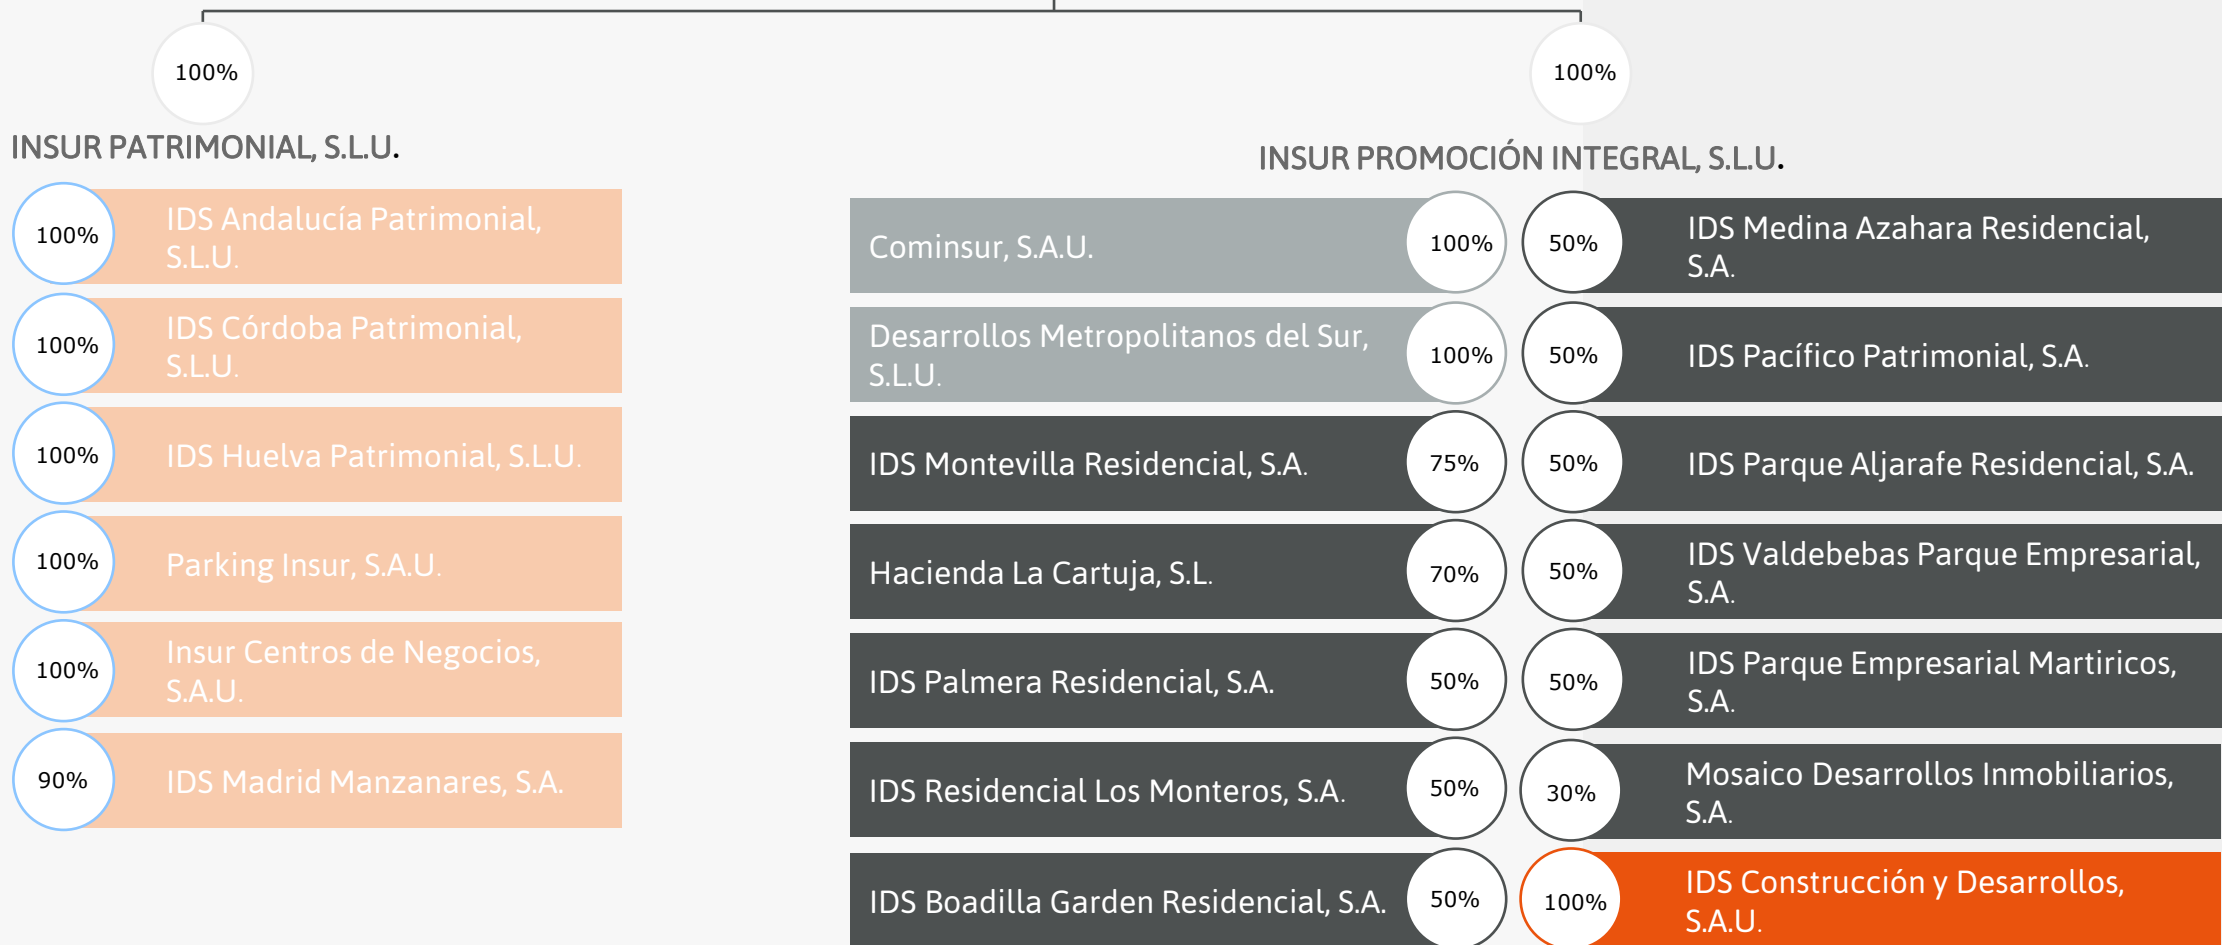 100%
100%
INSUR PATRIMONIAL, S.L.U.
100%
IDS Andalucía Patrimonial,
S.L.U.
100%
IDS Córdoba Patrimonial,
S.L.U.
100%
IDS Huelva Patrimonial, S.L.U.
100%
Parking Insur, S.A.U.
100%
Insur Centros de Negocios,
S.A.U.
90%
IDS Madrid Manzanares, S.A.
INSUR PROMOCIÓN INTEGRAL, S.L.U.
Cominsur, S.A.U.
100%
Desarrollos Metropolitanos del Sur,
S.L.U.
100%
IDS Montevilla Residencial, S.A.
75%
Hacienda La Cartuja, S.L.
70%
IDS Palmera Residencial, S.A.
50%
IDS Residencial Los Monteros, S.A.
50%
IDS Boadilla Garden Residencial, S.A.
50%
50%
IDS Medina Azahara Residencial,
S.A.
50%
IDS Pacífico Patrimonial, S.A.
50%
IDS Parque Aljarafe Residencial, S.A.
50%
IDS Valdebebas Parque Empresarial,
S.A.
50%
IDS Parque Empresarial Martiricos,
S.A.
30%
Mosaico Desarrollos Inmobiliarios,
S.A.
100%
IDS Construcción y Desarrollos,
S.A.U.